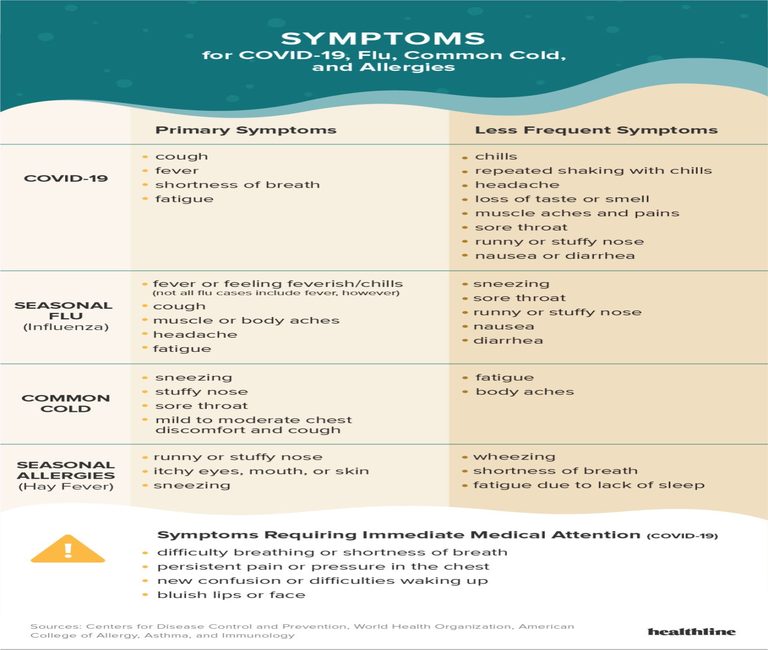 SYMPTOMS
for COVID-19, Flu, Common Cold,
and Allergies
Primary Symptoms
Less Frequent Symptoms
COVID-19
• cough
• fever
• shortness of breath
• fatigue
• chills
• repeated shaking with chills
• headache
• loss of taste or smell
• muscle aches and pains
• sore throat
• runny or stuffy nose
• nausea or diarrhea
SEASONAL
FLU
(Influenza)
• fever or feeling feverish/chills
(not all flu cases include fever, however)
• cough
• muscle or body aches
• headache
• fatigue
• sneezing
• sore throat
• runny or stuffy nose
• nausea
• diarrhea
COMMON
COLD
• sneezing
• stuffy nose
• sore throat
• mild to moderate chest
discomfort and cough
• fatigue
• body aches
SEASONAL
ALLERGIES
(Hay Fever)
• runny or stuffy nose
• itchy eyes, mouth, or skin
• sneezing
• wheezing
• shortness of breath
• fatigue due to lack of sleep
!
Symptoms Requiring Immediate Medical Attention (COVID-19)
• difficulty breathing or shortness of breath
• persistent pain or pressure in the chest
• new confusion or difficulties waking up
• bluish lips or face
Sources: Centers for Disease Control and Prevention, World Health Organization, American
College of Allergy, Asthma, and Immunology
healthline